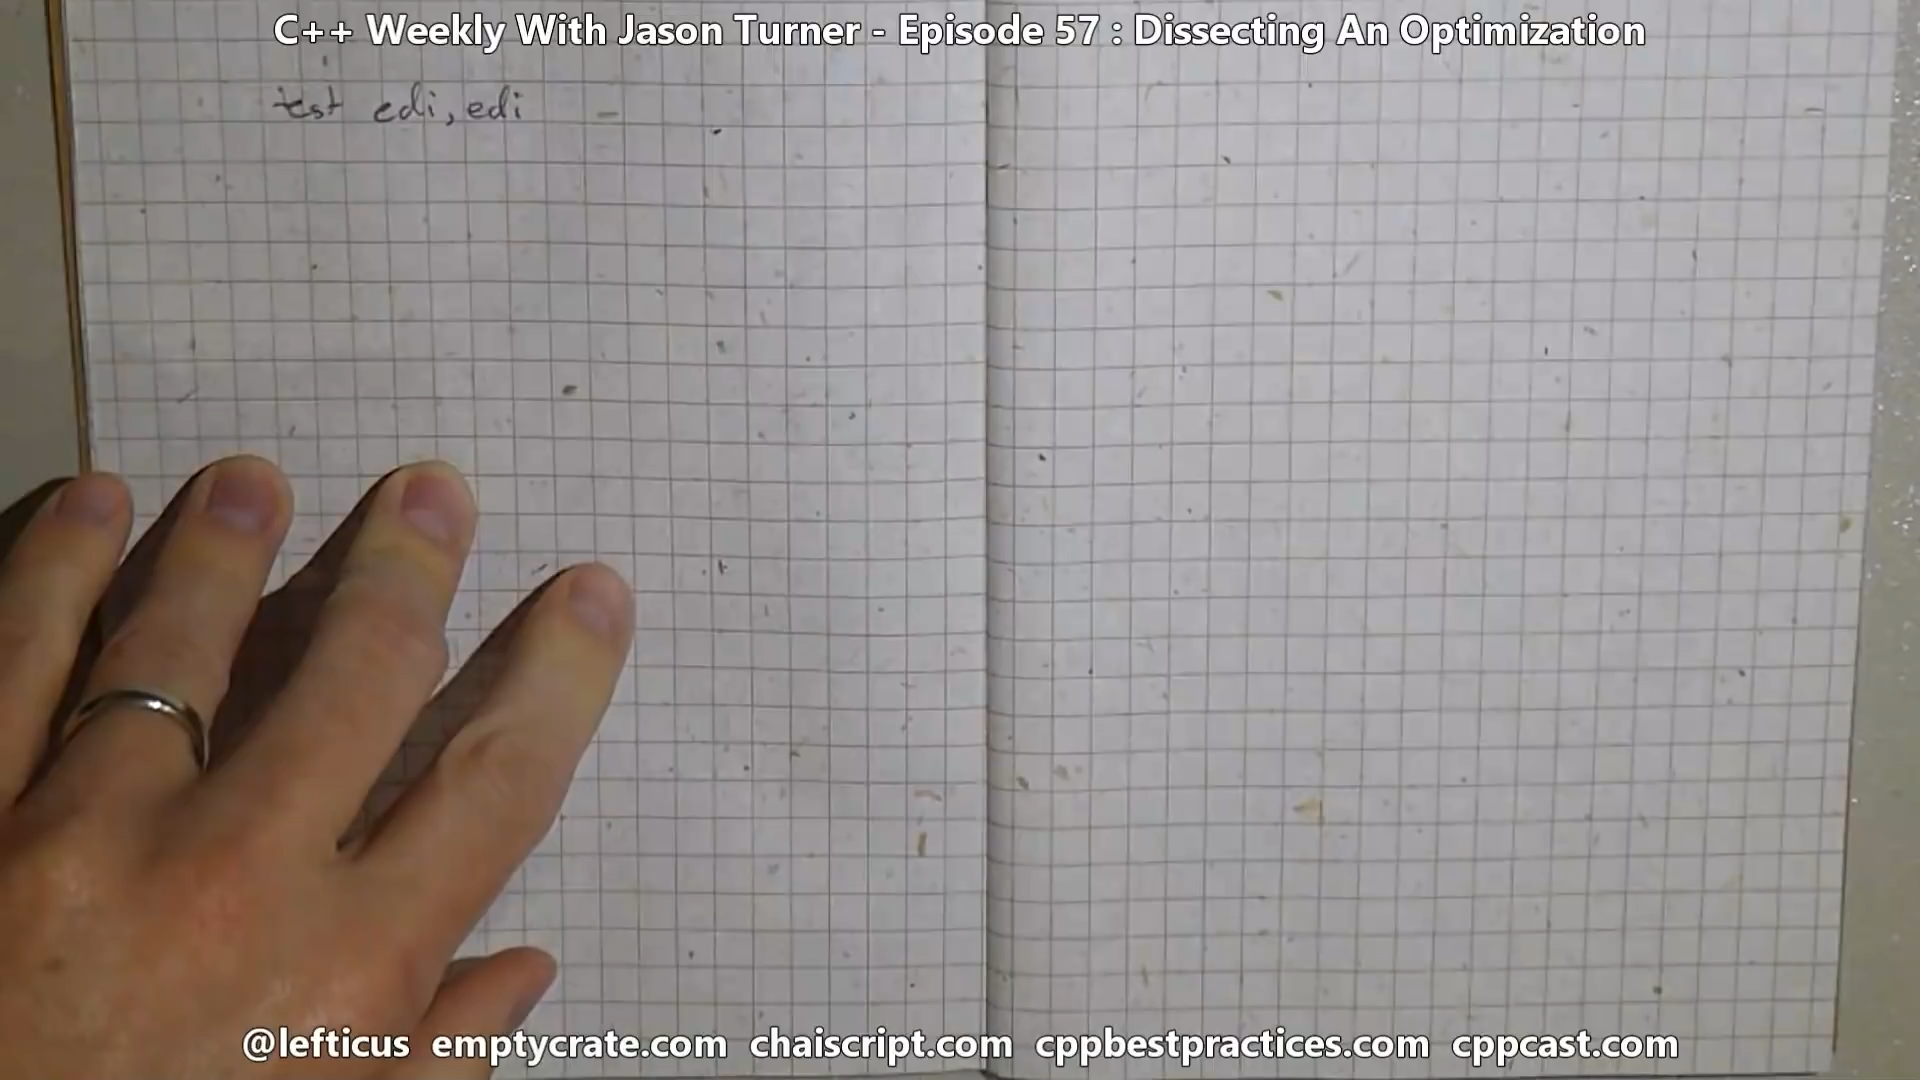 C++ Weekly With Jason Turner - Episode 57 : Dissecting An Optimization
test edi, edi -
@lefticus emptycrate.com chaiscript.com cppbestpractices.com cppcast.com